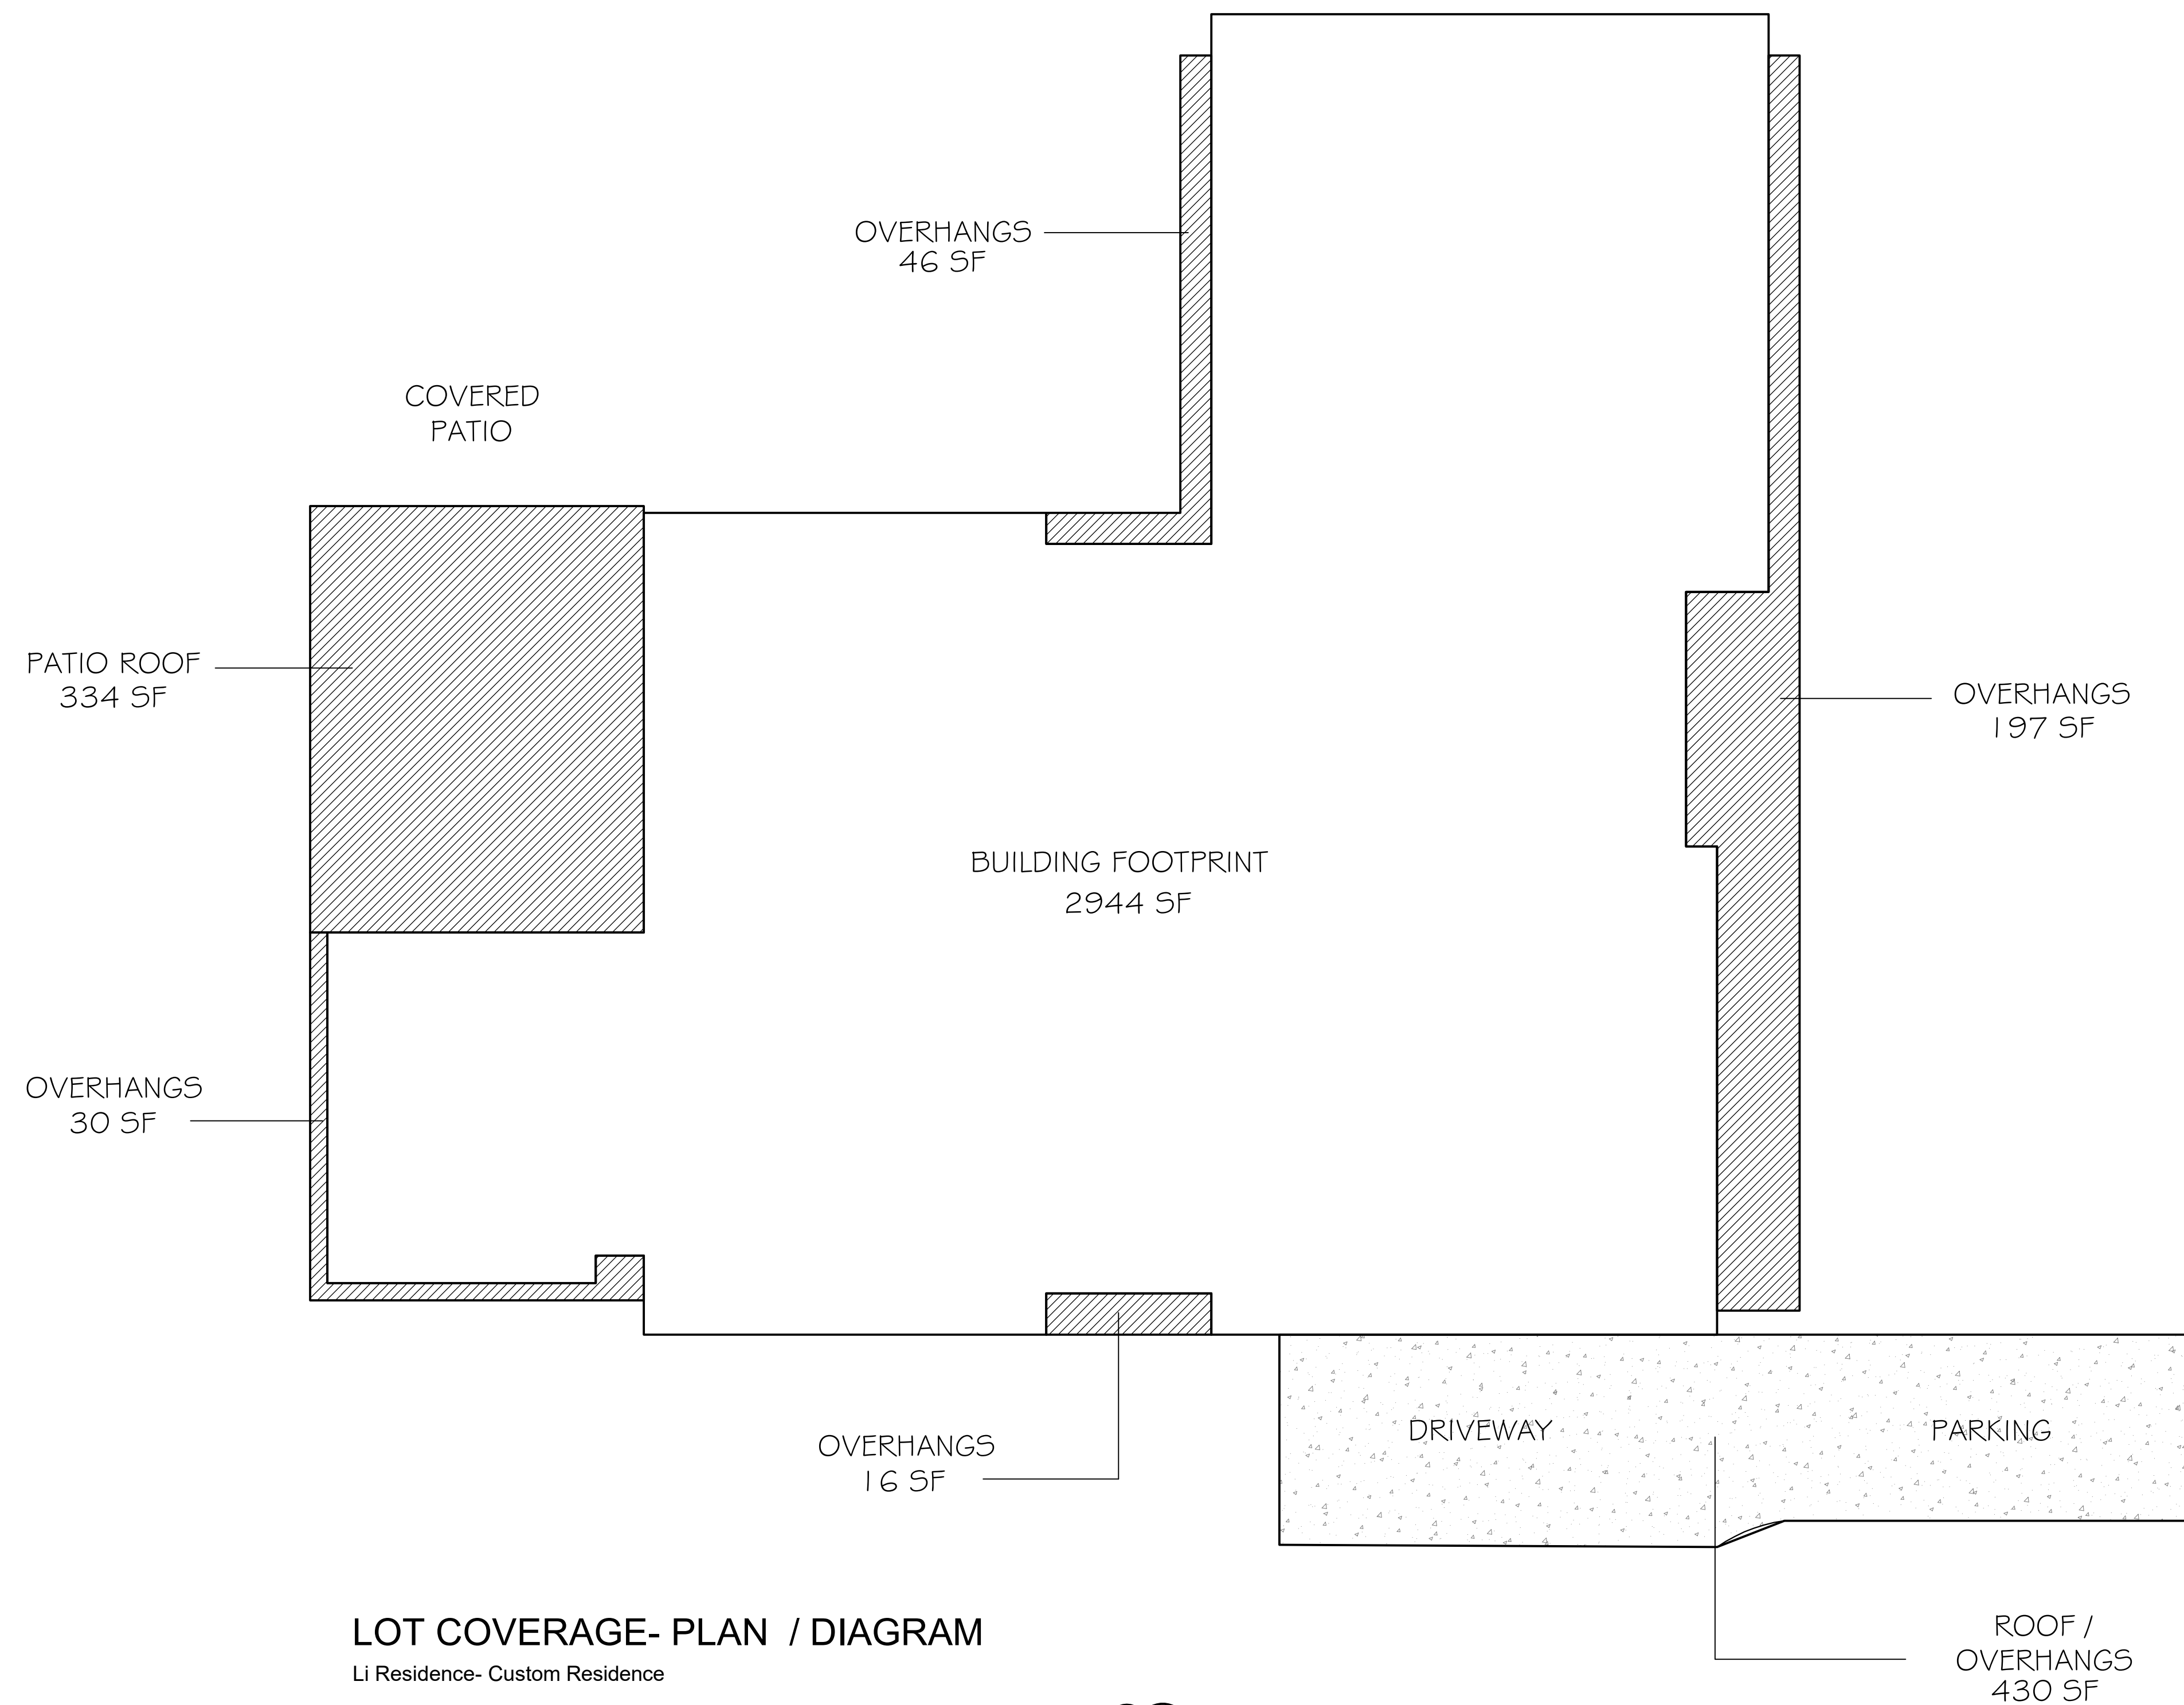 OVERHANGS
46 SF
COVERED
PATIO
PATIO ROOF
334 SF
OVERHANGS
197 SF
BUILDING FOOTPRINT
2944 SF
OVERHANGS
30 SF
OVERHANGS
16 SF
DRIVEWAY
PARKING
LOT COVERAGE- PLAN / DIAGRAM
Li Residence- Custom Residence
ROOF /
OVERHANGS
430 SF